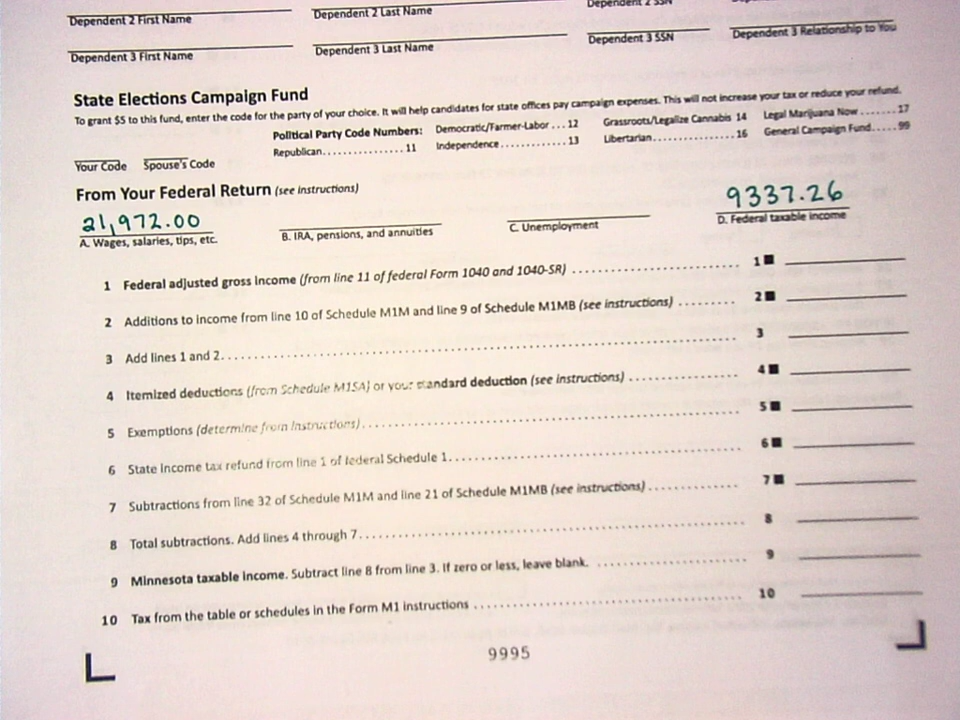 Dependent 2 First Name Dependent 2 Last Name Dependent 2 SSN
Dependent 3 First Name Dependent 3 Last Name Dependent 3 SSN Dependent 3 Relationship to You
State Elections Campaign Fund
To grant $5 to this fund, enter the code for the party of your choice. It will help candidates for state offices pay campaign expenses. This will not increase your tax or reduce your refund.
Political Party Code Numbers: Democratic/Farmer-Labor ... 12 Grassroots/Legalize Cannabis 14 Legal Marijuana Now ........ 17
Republican................ 11 Independence ............. 13 Libertarian ................ 16 General Campaign Fund..... 99
Your Code Spouse's Code
From Your Federal Return (see instructions)
21,972.00 9337.26
A. Wages, salaries, tips, etc. B. IRA, pensions, and annuities C. Unemployment D. Federal taxable income
1 Federal adjusted gross income (from line 11 of federal Form 1040 and 1040-SR) ........................ 1 ■
2 Additions to income from line 10 of Schedule M1M and line 9 of Schedule M1MB (see instructions) ......... 2 ■
3 Add lines 1 and 2........................ 3
4 Itemized deductions (from Schedule M1SA) or your standard deduction (see instructions) ................ 4 ■
5 Exemptions (determine from instructions)........................ 5 ■
6 State income tax refund from line 1 of federal Schedule 1........................ 6 ■
7 Subtractions from line 32 of Schedule M1M and line 21 of Schedule M1MB (see instructions) ............. 7 ■
8 Total subtractions. Add lines 4 through 7........................ 8
9 Minnesota taxable income. Subtract line 8 from line 3. If zero or less, leave blank. ..................... 9
10 Tax from the table or schedules in the Form M1 instructions ........................ 10
9995